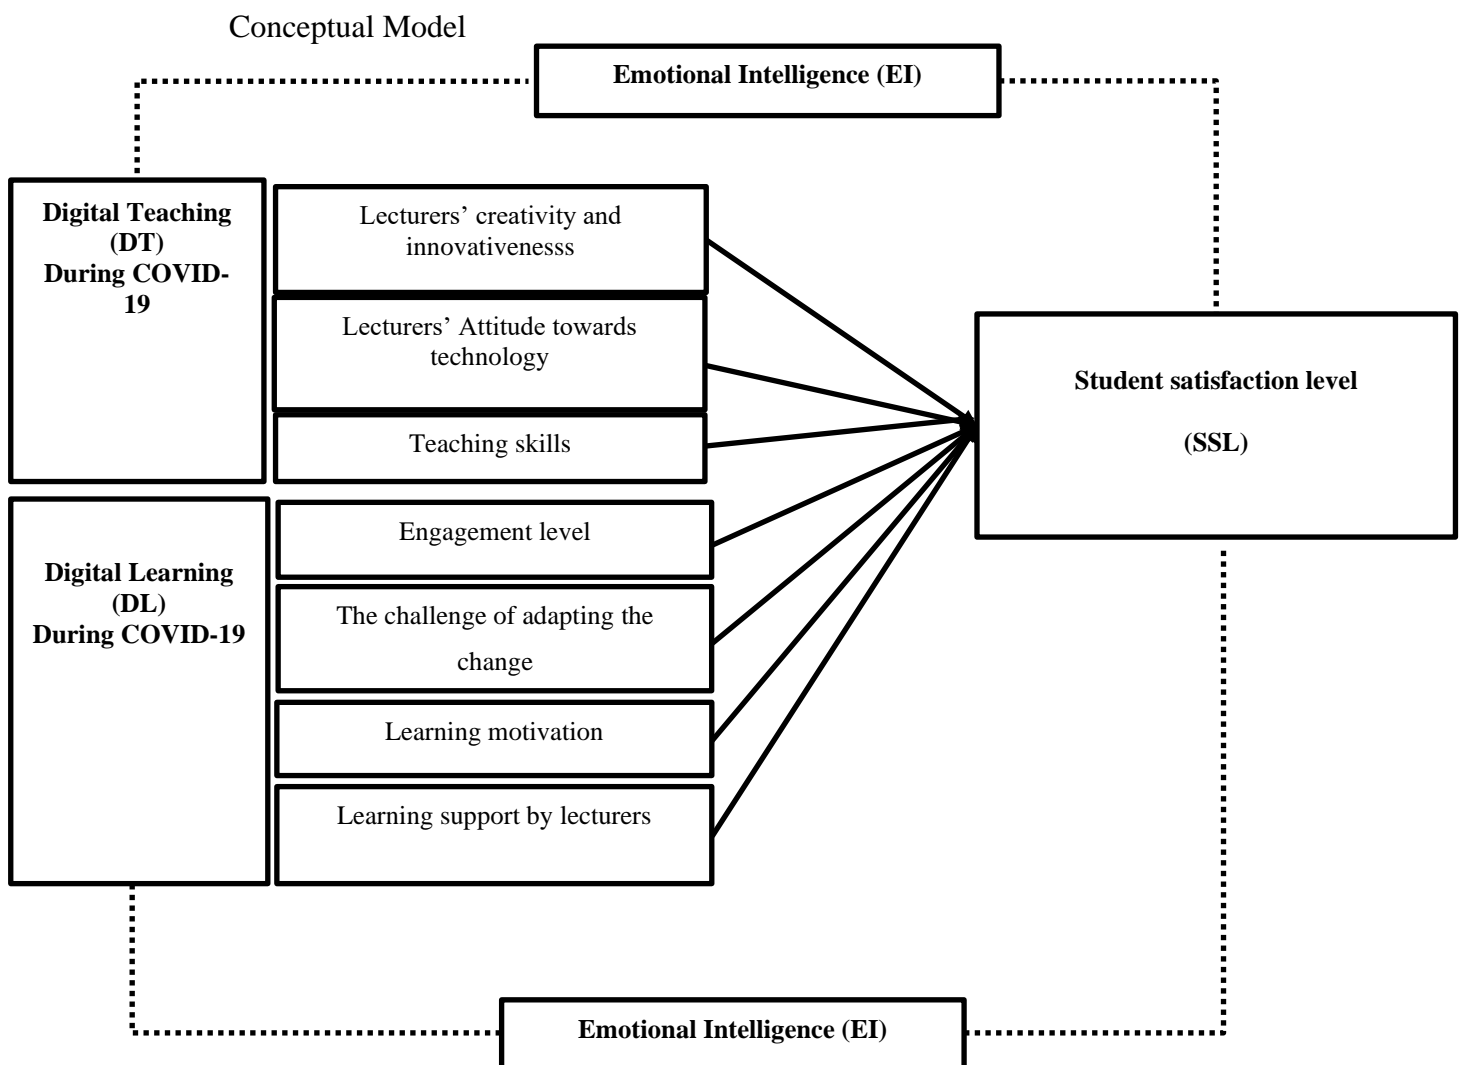 Conceptual Model
Emotional Intelligence (EI)
Digital Teaching
(DT)
During COVID-
19
Lecturers’ creativity and
innovativenesss
Lecturers’ Attitude towards
technology
Teaching skills
Student satisfaction level
(SSL)
Digital Learning
(DL)
During COVID-19
Engagement level
The challenge of adapting the
change
Learning motivation
Learning support by lecturers
Emotional Intelligence (EI)